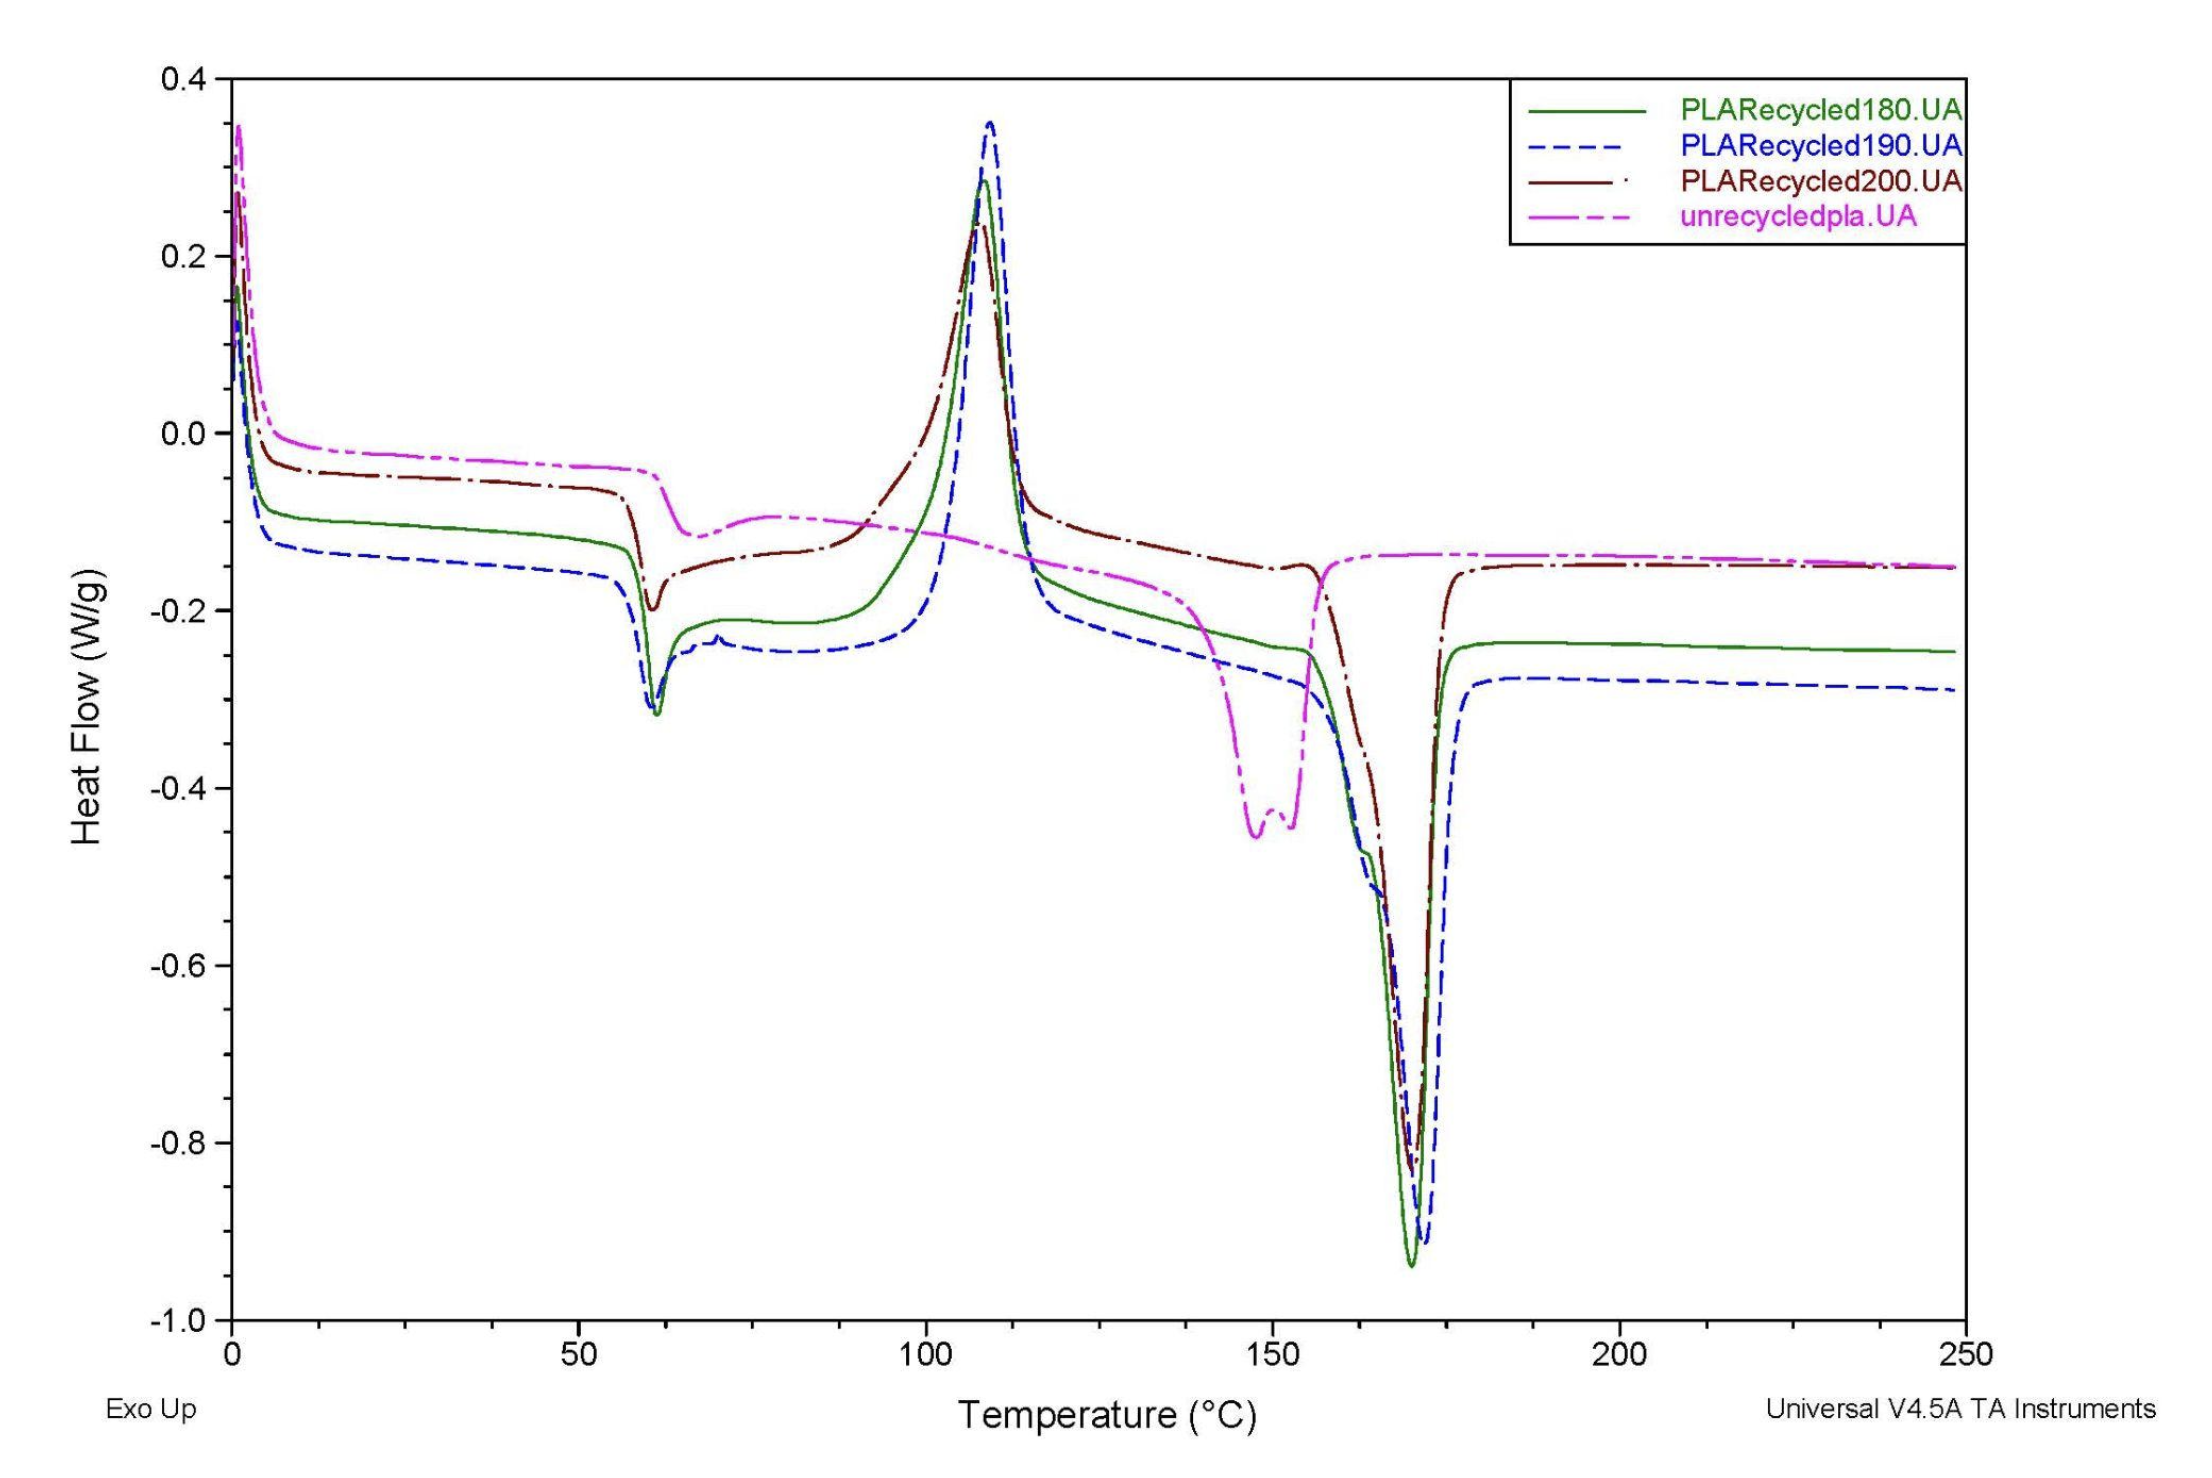 0.4
0.2
0.0
-0.2
-0.4
-0.6
-0.8
-1.0
Heat Flow (W/g)
PLARecycled180.UA
PLARecycled190.UA
PLARecycled200.UA
unrecycledpla.UA
0 50 100 150 200 250
Exo Up
Temperature (°C)
Universal V4.5A TA Instruments